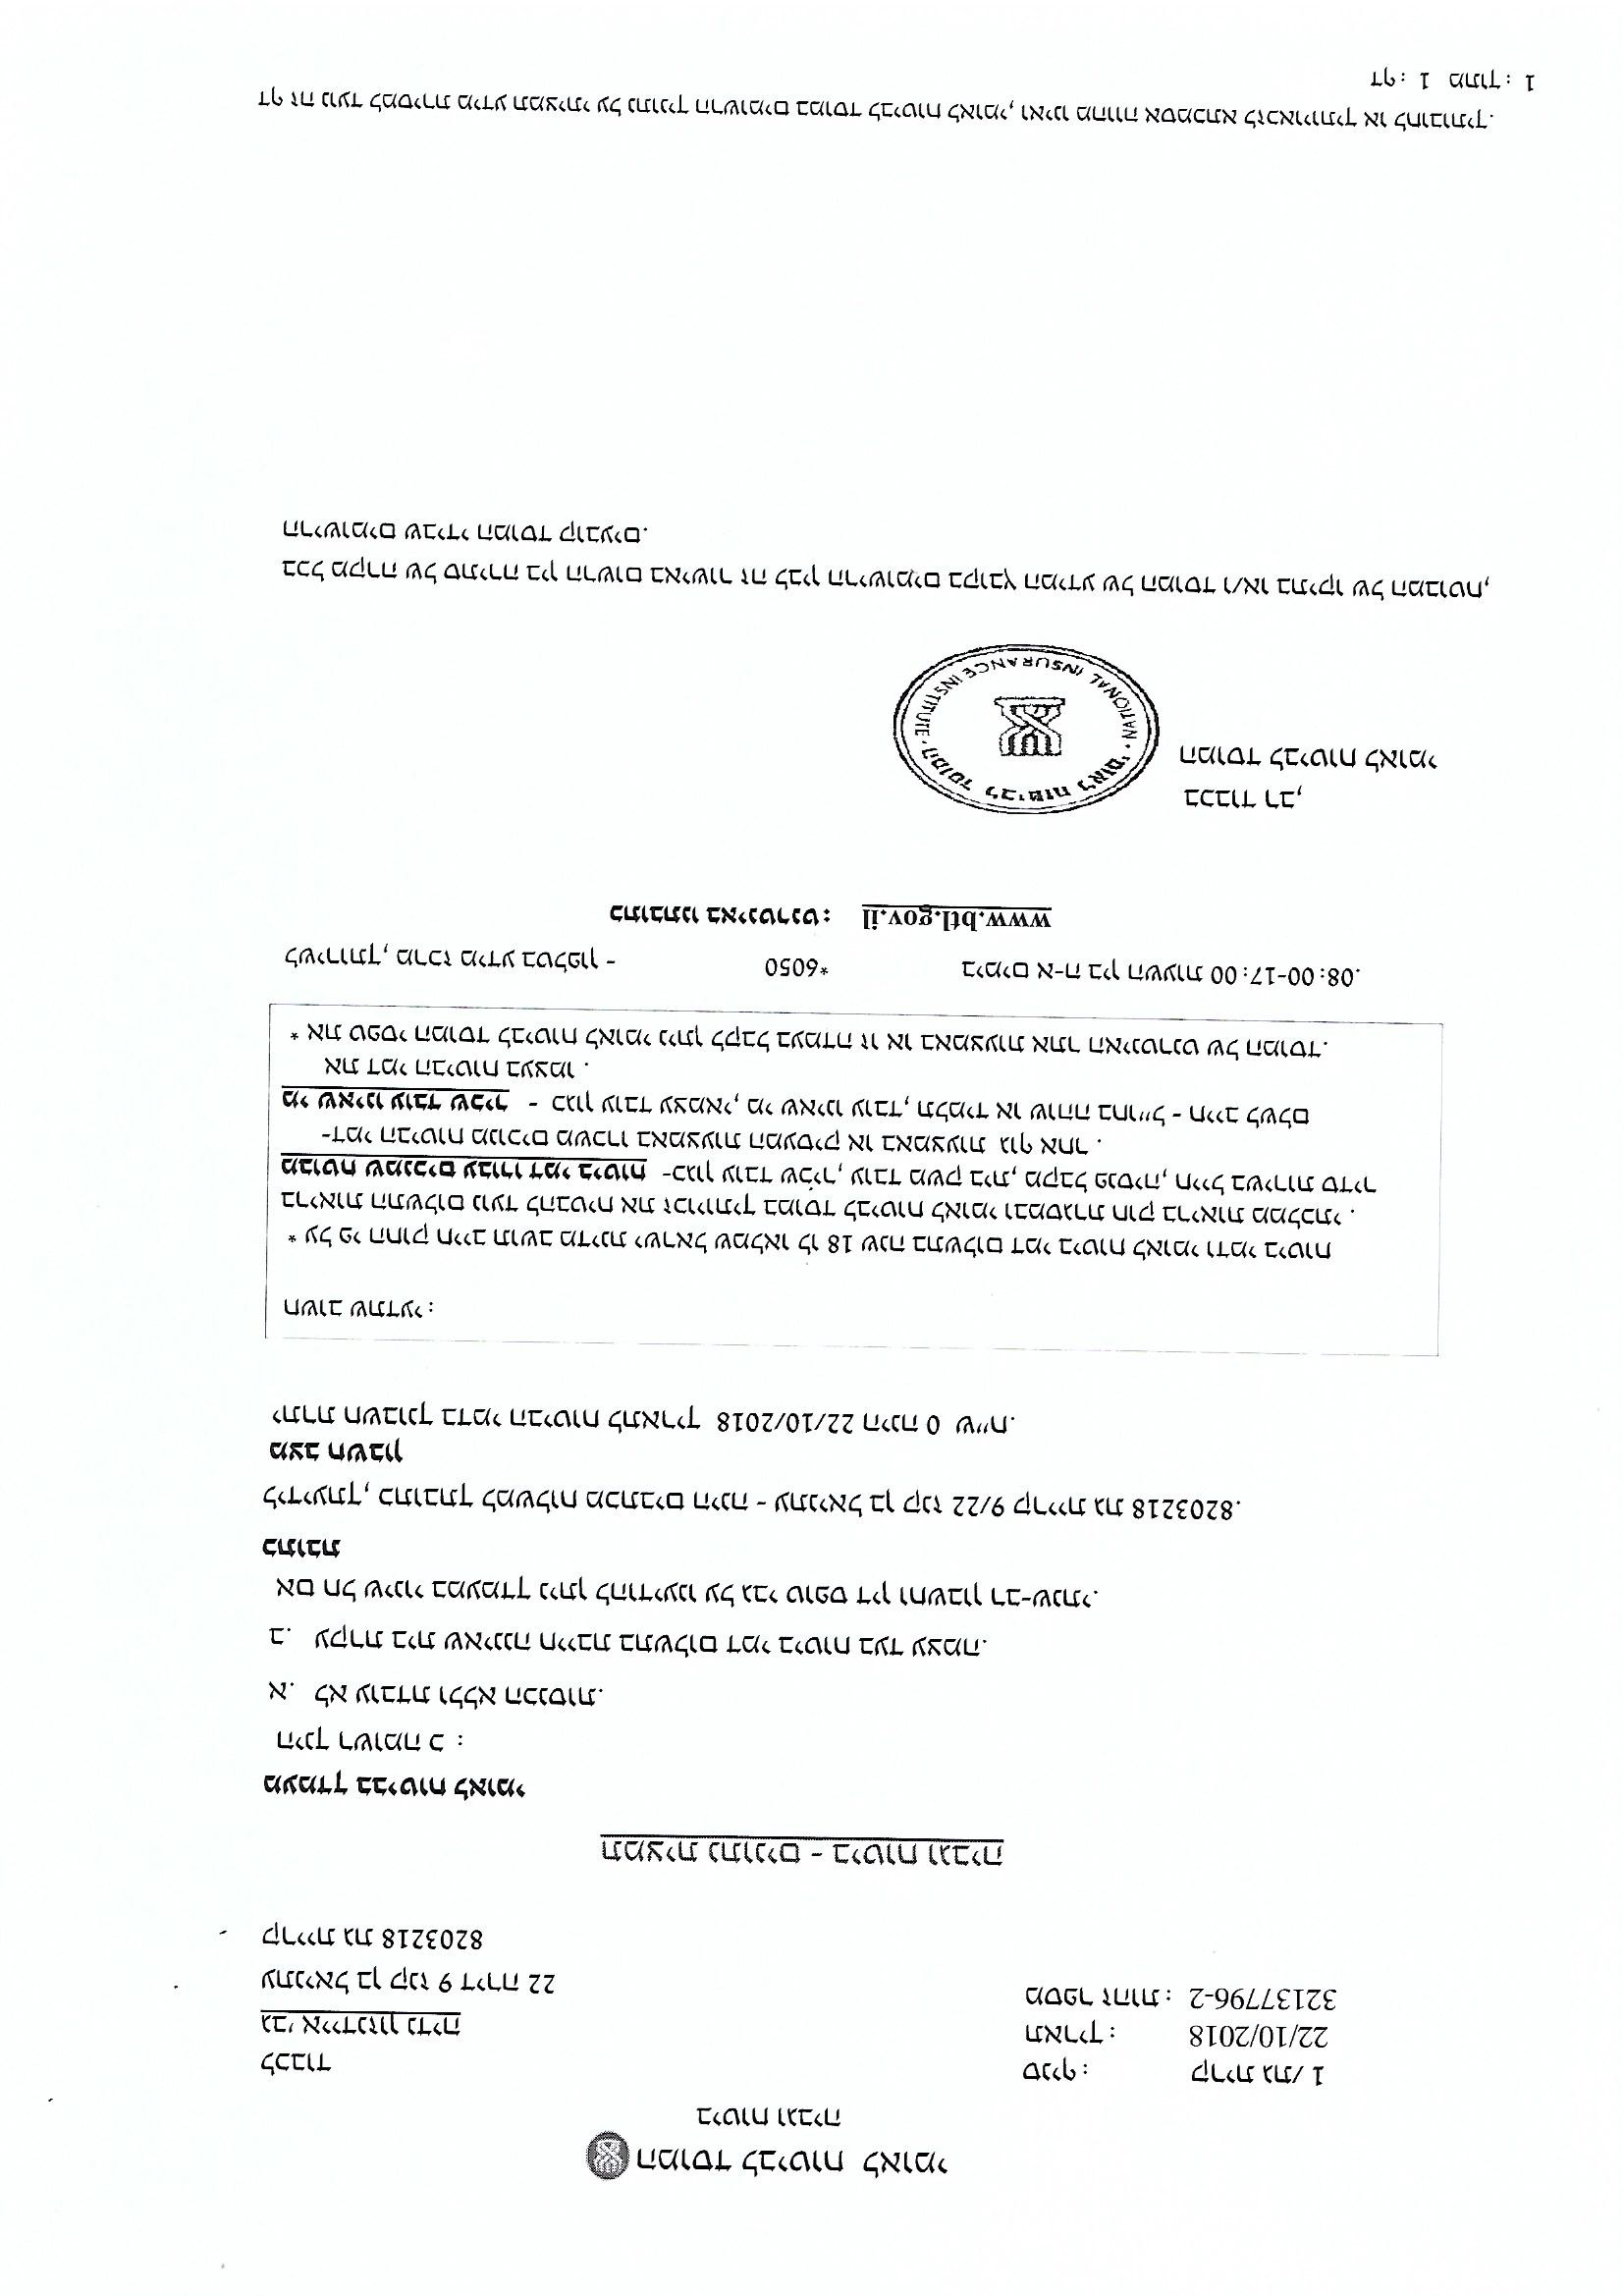 המוסד לביטוח לאומי
ביטוח וגביה
לכבוד
גב' איידנזון נדיה
עתניאל בן קנז 9 דירה 22
קריית גת 8203218
סניף: קרית גת/ 1
תאריך: 22/10/2018
מספר זהות: 32137796-2
תמצית נתונים - ביטוח וגביה
מעמדך בביטוח לאומי
הינך רשומה כ :
א. לא עובדת וללא הכנסות.
ב. עקרת בית שאיננה חייבת בתשלום דמי ביטוח בעד עצמה.
אם חל שינוי במעמדך ניתן להודיענו על גבי טופס דין וחשבון רב-שנתי.
כתובת
לידיעתך, כתובתך למשלוח מכתבים הינה - עתניאל בן קנז 9/22 קריית גת 8203218.
מצב חשבון
יתרת חשבונך בדמי הביטוח לתאריך 22/10/2018 הינה 0 ש״ח.
חשוב שתדעי:
* על פי החוק חייב תושב מדינת ישראל שמלאו לו 18 שנה בתשלום דמי ביטוח לאומי ודמי ביטוח
בריאות התשלום נועד להבטיח את זכויותיך במוסד לביטוח לאומי ובמסגרת חוק בריאות ממלכתי .
מבוטח שמנכים עבורו דמי ביטוח -כגון עובד שכיר, עובד משק בית, מקבל פנסיה, חייל בשירות סדיר
-דמי הביטוח מנוכים משכרו באמצעות המעסיק או באמצעות גוף אחר .
מי שאינו עובד שכיר - כגון עובד עצמאי, מי שאינו עובד, תלמיד או שוהה בחו״ל - חייב לשלם
את דמי הביטוח בעצמו .
* את טפסי המוסד לביטוח לאומי ניתן לקבל בעמדה זו או באמצעות אתר האינטרנט של המוסד.
לשירותך, מרכז מידע בטלפון - *6050 בימים א-ה בין השעות 08:00-17:00.
כתובתנו באינטרנט: www.btl.gov.il
בכבוד רב,
המוסד לביטוח לאומי
המוסד לביטוח לאומי
NATIONAL INSURANCE INSTITUTE
בכל מקרה של סתירה בין הרשום באישור זה לבין הרישומים בקובץ המידע של המוסד ו/או בתיקו של המבוטח,
הרישומים שבידי המוסד קובעים.
דף זה נועד למסירת מידע תמציתי על נתוניך הרשומים במוסד לביטוח לאומי, ואינו מהווה אסמכתא לזכאויותיך או לחובותיך.
דף: 1 מתוך: 1